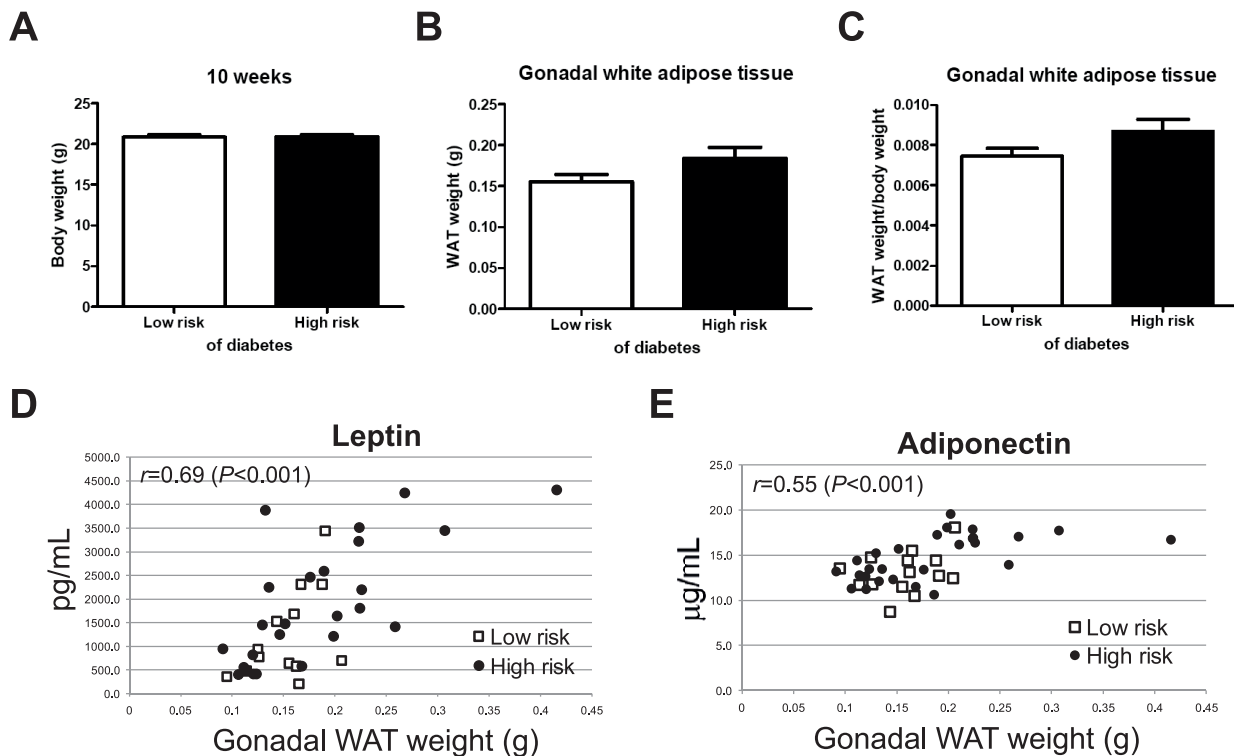 A
10 weeks
Body weight (g)
25
20
15
10
5
0
Low risk
High risk
of diabetes
B
Gonadal white adipose tissue
WAT weight (g)
0.25
0.20
0.15
0.10
0.05
0.00
Low risk
High risk
of diabetes
C
Gonadal white adipose tissue
WAT weight/body weight
0.010
0.008
0.006
0.004
0.002
0.000
Low risk
High risk
of diabetes
D
Leptin
r=0.69 (P<0.001)
pg/mL
5000.0
4500.0
4000.0
3500.0
3000.0
2500.0
2000.0
1500.0
1000.0
500.0
0.0
0 0.05 0.1 0.15 0.2 0.25 0.3 0.35 0.4 0.45
Low risk
High risk
Gonadal WAT weight (g)
E
Adiponectin
r=0.55 (P<0.001)
µg/mL
25.0
20.0
15.0
10.0
5.0
0.0
0 0.05 0.1 0.15 0.2 0.25 0.3 0.35 0.4 0.45
Low risk
High risk
Gonadal WAT weight (g)